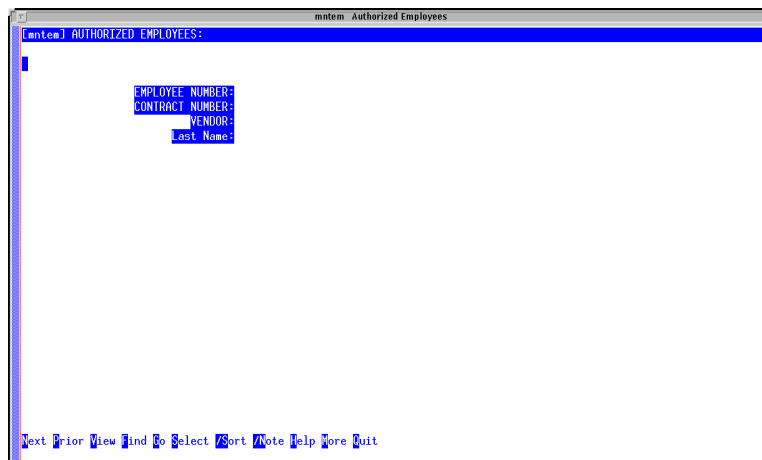 mntem Authorized Employees
[mntem] AUTHORIZED EMPLOYEES:
EMPLOYEE NUMBER:
CONTRACT NUMBER:
VENDOR:
Last Name:
Next Prior View Find Go Select /Sort /Note Help More Quit